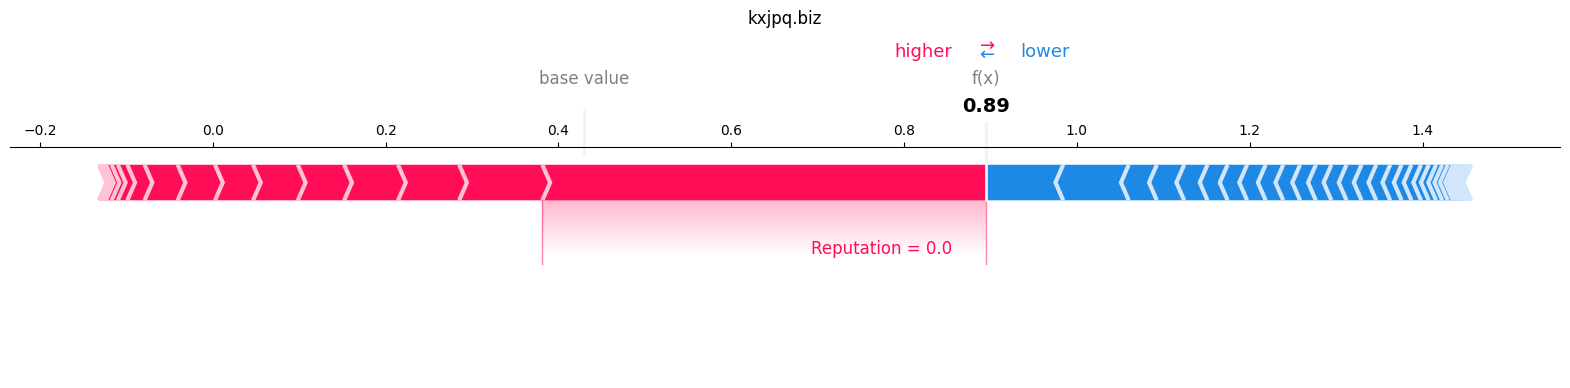 kxjpq.biz
higher ⇄ lower
base value f(x)
0.89
−0.2 0.0 0.2 0.4 0.6 0.8 1.0 1.2 1.4
Reputation = 0.0